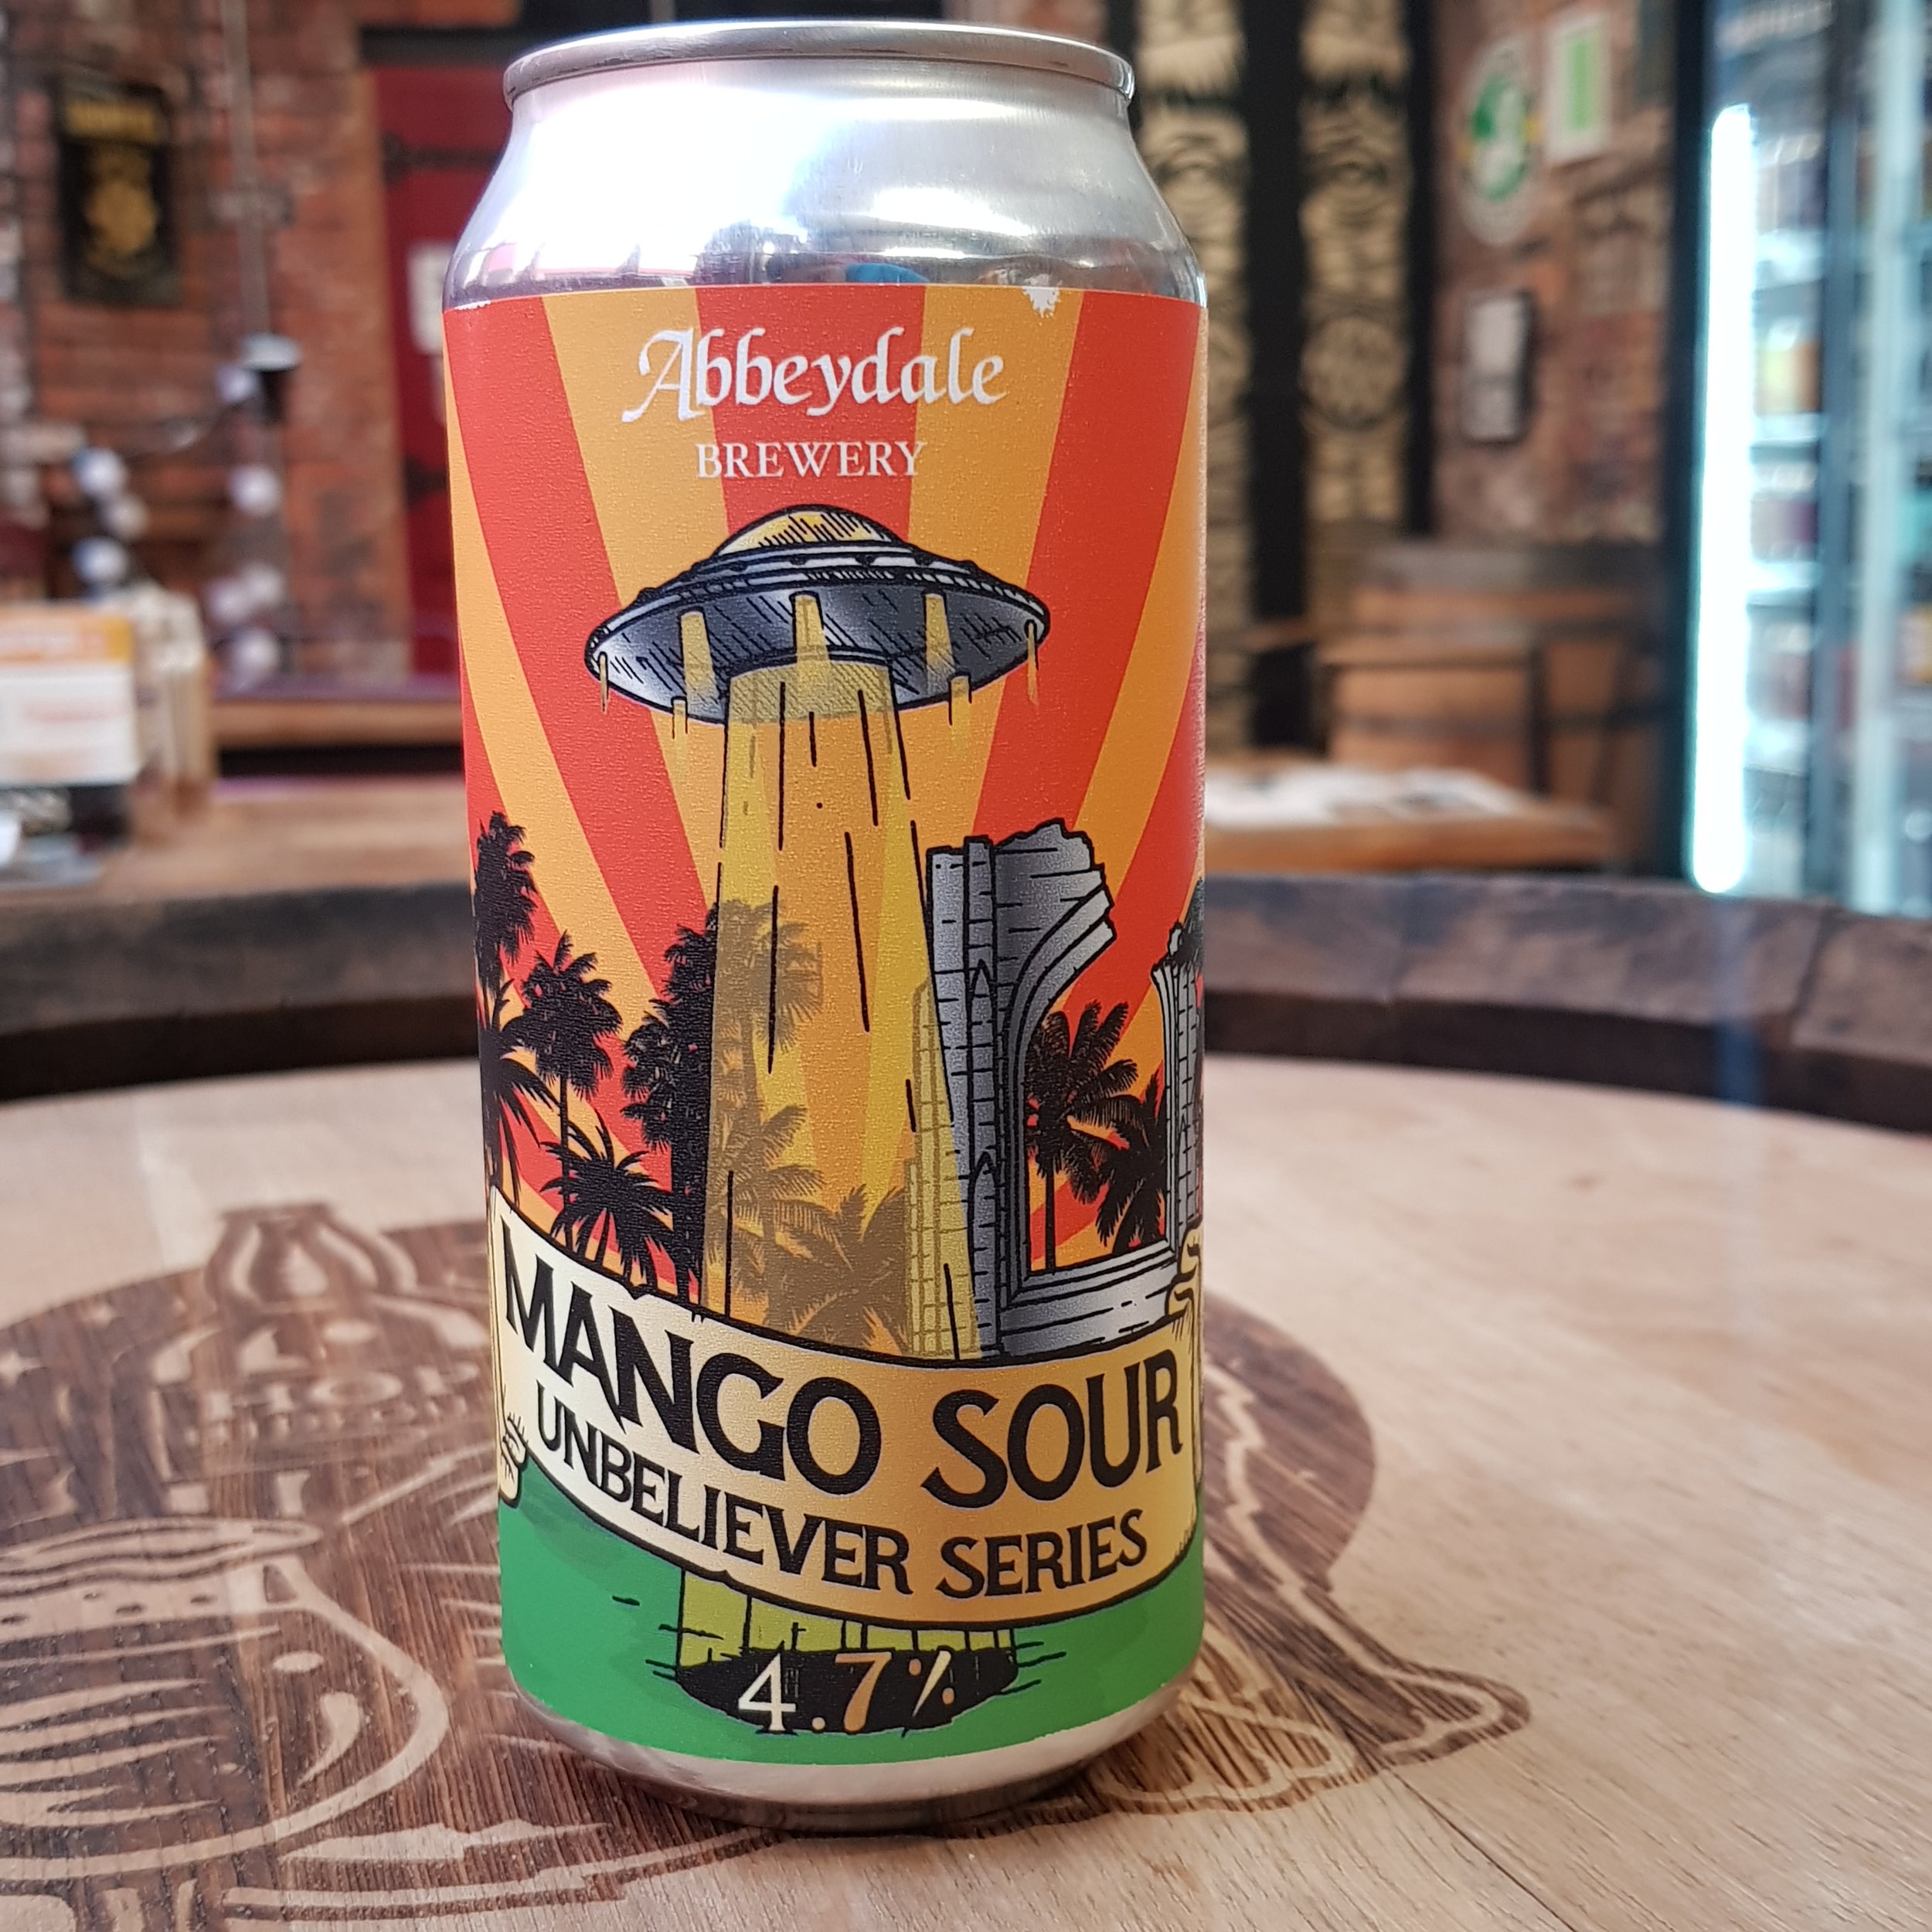 Abbeydale
BREWERY
MANGO SOUR
UNBELIEVER SERIES
4.7%